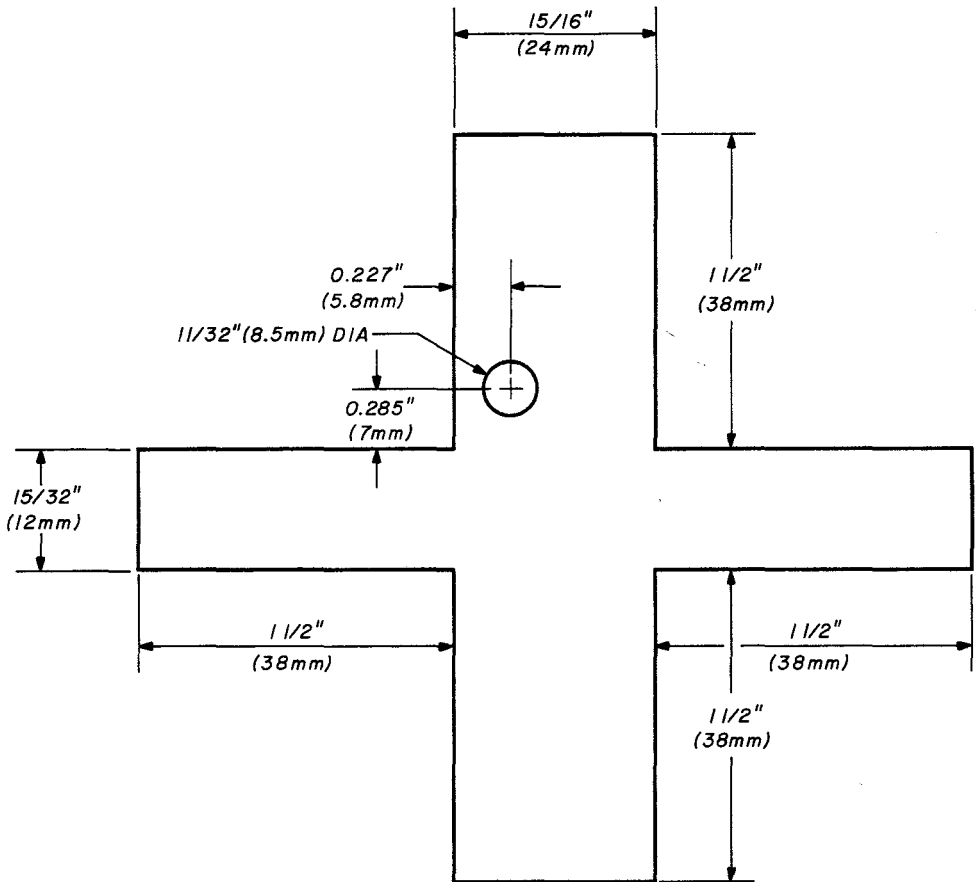 15/16"
(24mm)
0.227"
(5.8mm)
1 1/2"
(38mm)
11/32" (8.5mm) DIA
0.285"
(7mm)
15/32"
(12mm)
1 1/2"
(38mm)
1 1/2"
(38mm)
1 1/2"
(38mm)